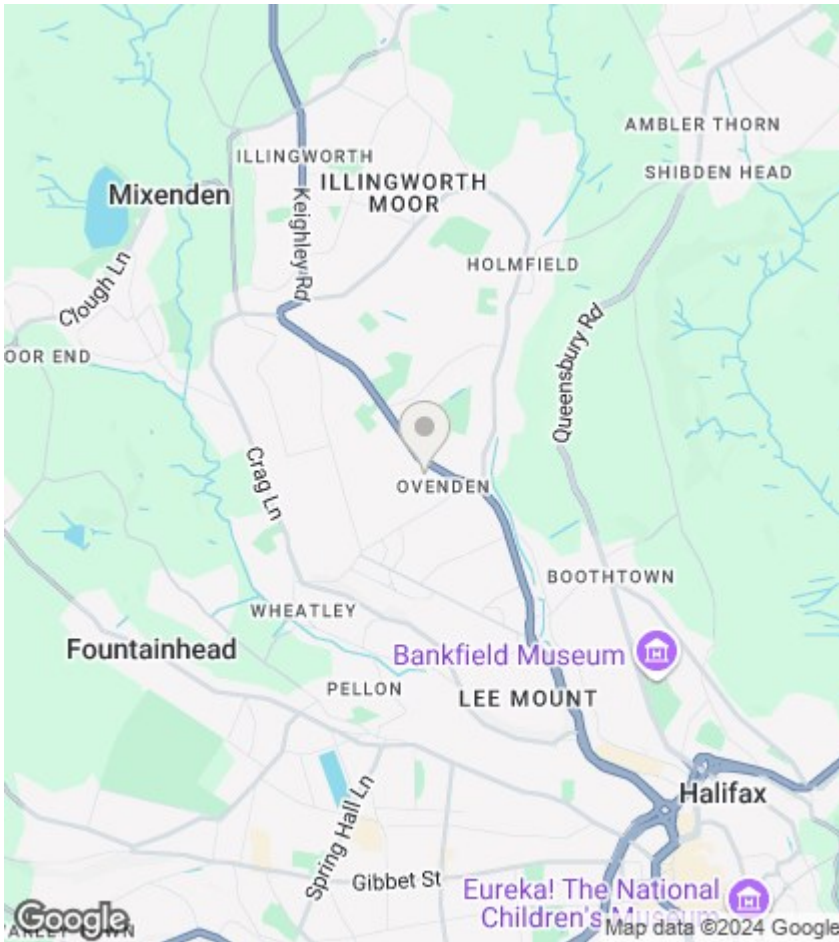 AMBLER THORN
ILLINGWORTH
SHIBDEN HEAD
Mixenden
ILLINGWORTH
MOOR
Keighley Rd
HOLMFIELD
Clough Ln
Queensbury Rd
OOR END
Crag Ln
OVENDEN
BOOTHTOWN
WHEATLEY
Fountainhead
Bankfield Museum
PELLON
LEE MOUNT
Spring Hall Ln
Halifax
Gibbet St
Eureka! The National
Children's Museum
Google
Map data ©2024 Google